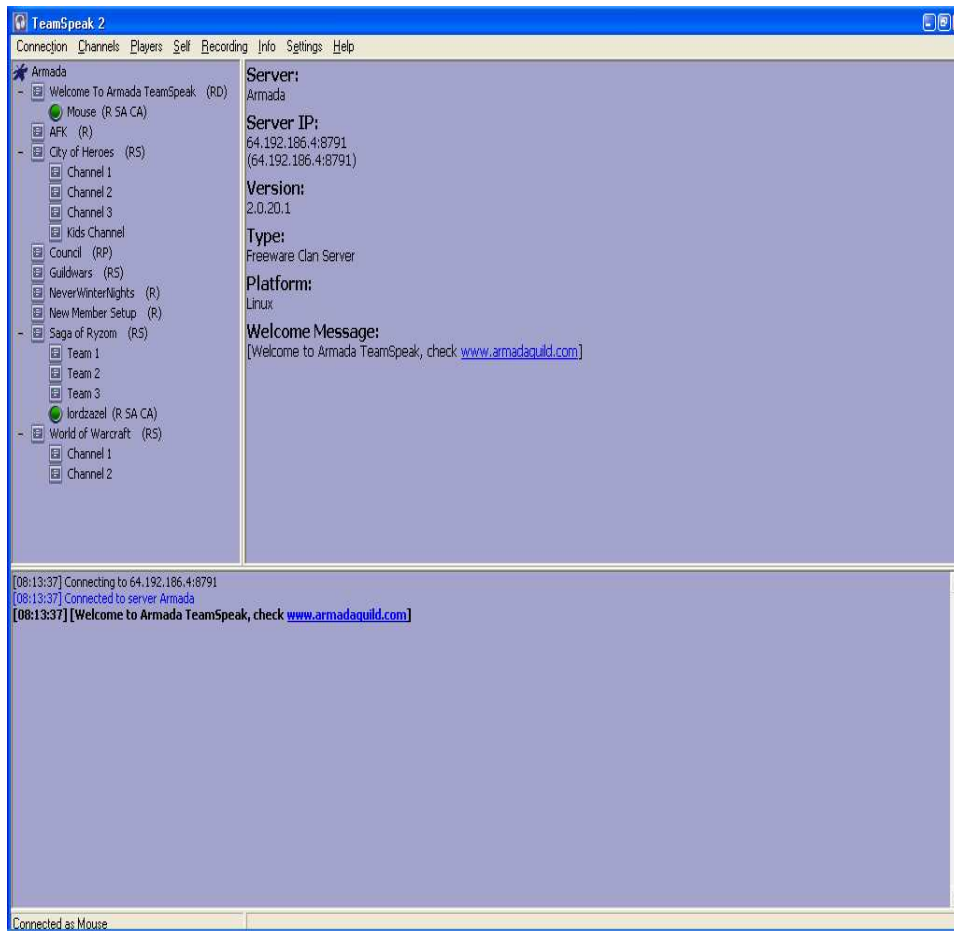 TeamSpeak 2
Connection Channels Players Self Recording Info Settings Help
Armada
Welcome To Armada TeamSpeak (RD)
Mouse (R SA CA)
AFK (R)
City of Heroes (RS)
Channel 1
Channel 2
Channel 3
Kids Channel
Council (RP)
Guildwars (RS)
NeverWinterNights (R)
New Member Setup (R)
Saga of Ryzom (RS)
Team 1
Team 2
Team 3
lordzazel (R SA CA)
World of Warcraft (RS)
Channel 1
Channel 2
Server:
Armada
Server IP:
64.192.186.4:8791
(64.192.186.4:8791)
Version:
2.0.20.1
Type:
Freeware Clan Server
Platform:
Linux
Welcome Message:
[Welcome to Armada TeamSpeak, check www.armadaguild.com]
[08:13:37] Connecting to 64.192.186.4:8791
[08:13:37] Connected to server Armada
[08:13:37] [Welcome to Armada TeamSpeak, check www.armadaguild.com]
Connected as Mouse